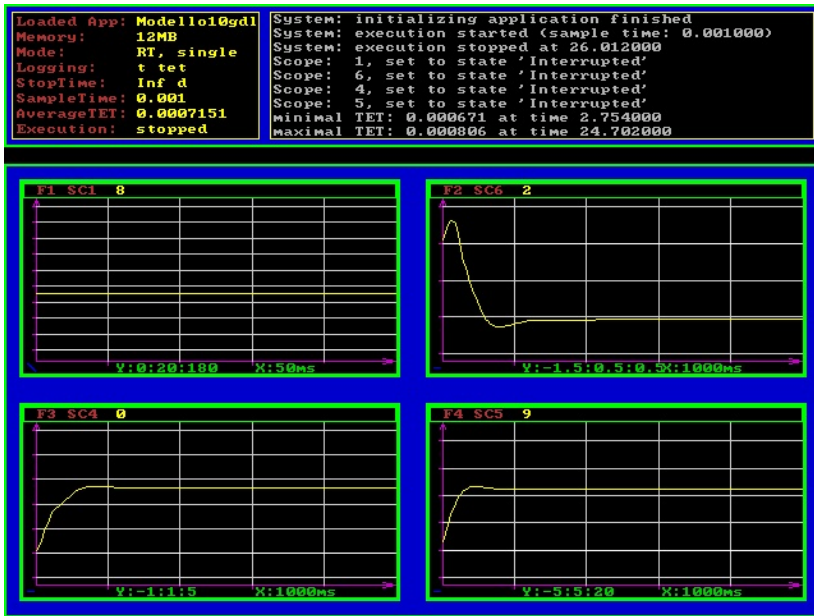 Loaded App: Modello10gdl
Memory: 12MB
Mode: RT, single
Logging: t tet
StopTime: Inf d
SampleTime: 0.001
AverageTET: 0.0007151
Execution: stopped
System: initializing application finished
System: execution started (sample time: 0.001000)
System: execution stopped at 26.012000
Scope: 1, set to state 'Interrupted'
Scope: 6, set to state 'Interrupted'
Scope: 4, set to state 'Interrupted'
Scope: 5, set to state 'Interrupted'
minimal TET: 0.000671 at time 2.754000
maximal TET: 0.000806 at time 24.702000
F1 SC1 8
Y:0:20:180 X:50ms
F2 SC6 2
Y:-1.5:0.5:0.5X:1000ms
F3 SC4 0
Y:-1:1:5 X:1000ms
F4 SC5 9
Y:-5:5:20 X:1000ms